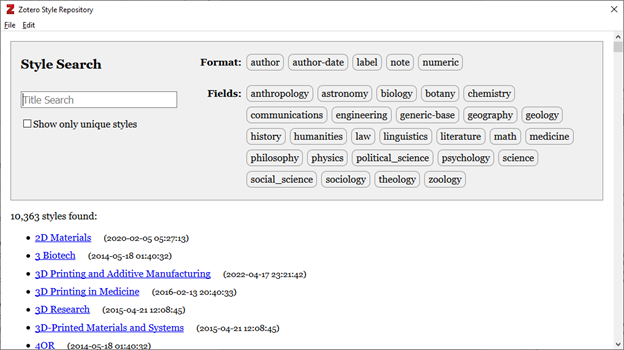 Zotero Style Repository
File Edit
Style Search
Title Search
Show only unique styles
Format: author author-date label note numeric
Fields: anthropology astronomy biology botany chemistry
communications engineering generic-base geography geology
history humanities law linguistics literature math medicine
philosophy physics political_science psychology science
social_science sociology theology zoology
10,363 styles found:
2D Materials (2020-02-05 05:27:13)
3 Biotech (2014-05-18 01:40:32)
3D Printing and Additive Manufacturing (2022-04-17 23:21:42)
3D Printing in Medicine (2016-02-13 20:40:33)
3D Research (2015-04-21 12:08:45)
3D-Printed Materials and Systems (2015-04-21 12:08:45)
4OR (2014-05-18 01:40:32)